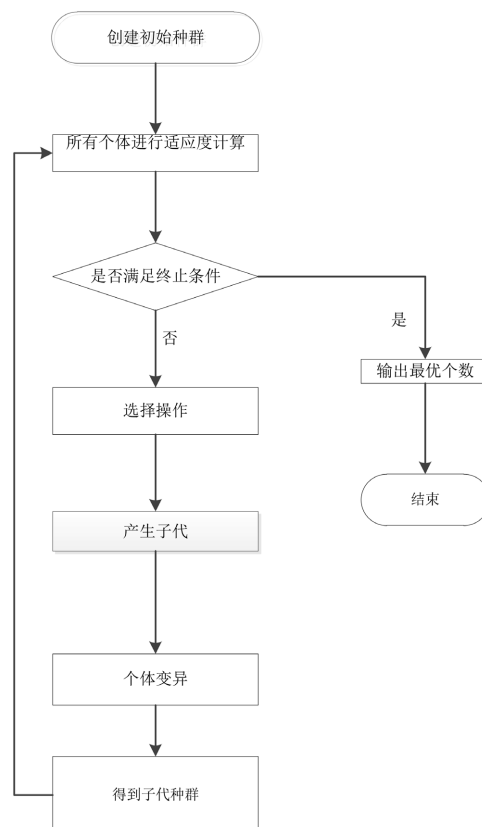 创建初始种群
所有个体进行适应度计算
是否满足终止条件
是
否
输出最优个数
选择操作
结束
产生子代
个体变异
得到子代种群